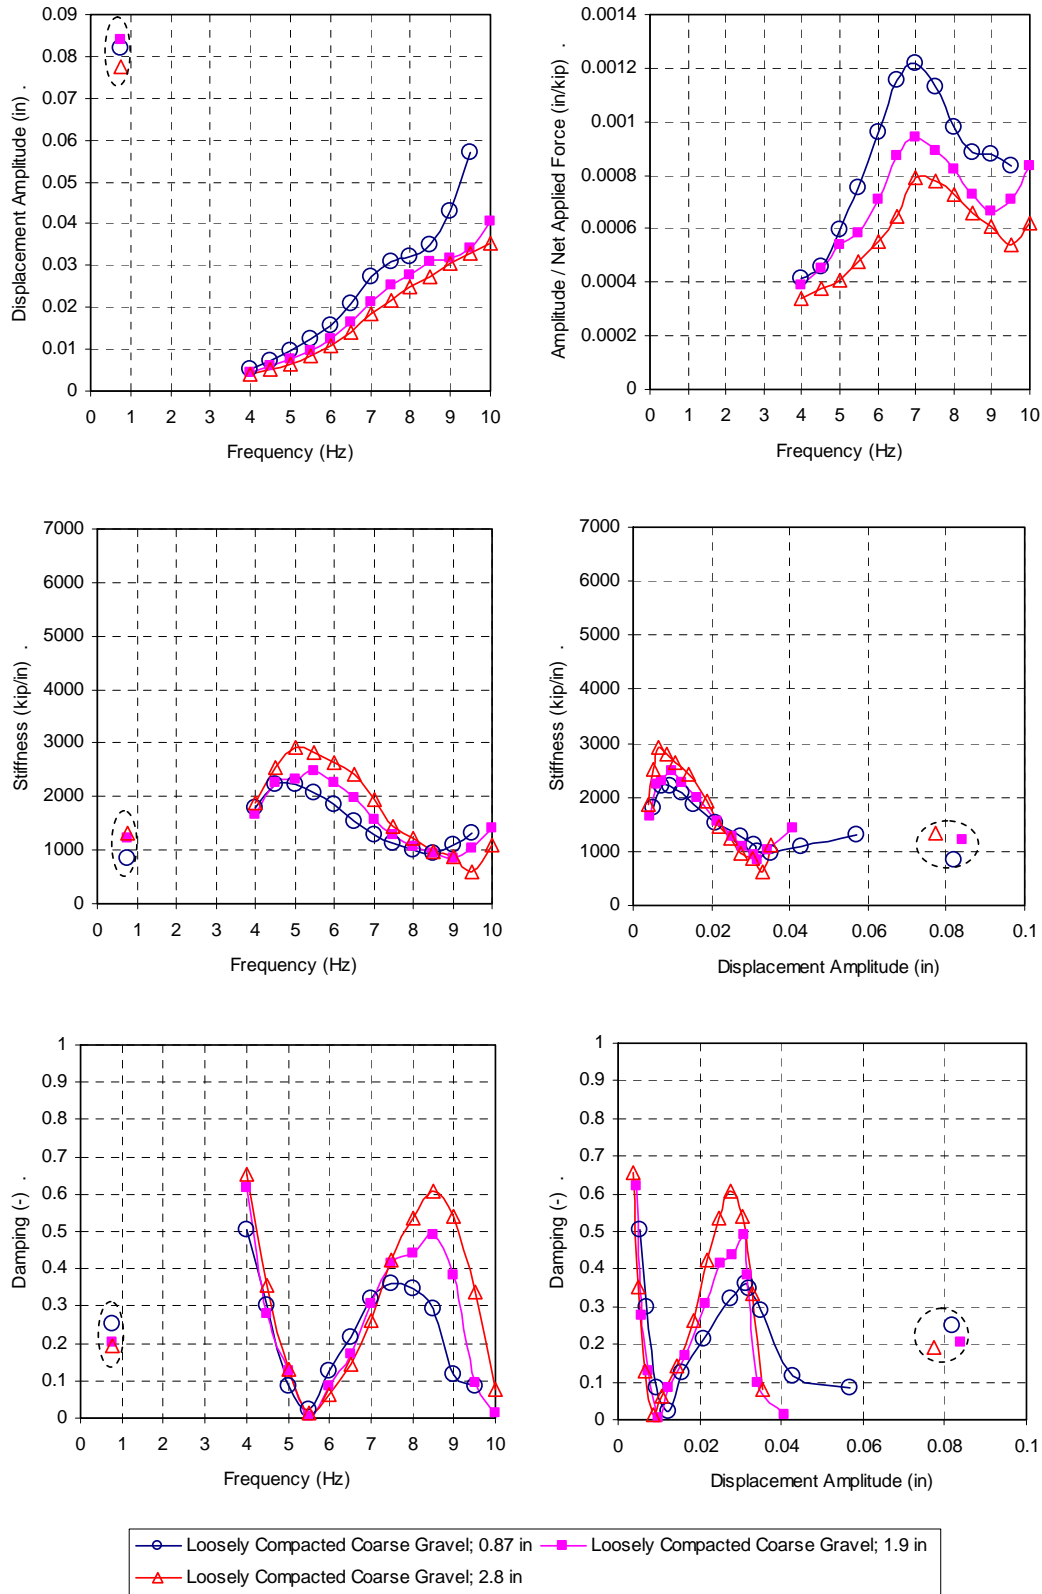 0.09
0.08
0.07
0.06
0.05
0.04
0.03
0.02
0.01
0
Displacement Amplitude (in) .
0 1 2 3 4 5 6 7 8 9 10
Frequency (Hz)
0.0014
0.0012
0.001
0.0008
0.0006
0.0004
0.0002
0
Amplitude / Net Applied Force (in/kip) .
0 1 2 3 4 5 6 7 8 9 10
Frequency (Hz)
7000
6000
5000
4000
3000
2000
1000
0
Stiffness (kip/in) .
0 1 2 3 4 5 6 7 8 9 10
Frequency (Hz)
7000
6000
5000
4000
3000
2000
1000
0
Stiffness (kip/in) .
0 0.02 0.04 0.06 0.08 0.1
Displacement Amplitude (in)
1
0.9
0.8
0.7
0.6
0.5
0.4
0.3
0.2
0.1
0
Damping (-) .
0 1 2 3 4 5 6 7 8 9 10
Frequency (Hz)
1
0.9
0.8
0.7
0.6
0.5
0.4
0.3
0.2
0.1
0
Damping (-) .
0 0.02 0.04 0.06 0.08 0.1
Displacement Amplitude (in)
Loosely Compacted Coarse Gravel; 0.87 in
Loosely Compacted Coarse Gravel; 1.9 in
Loosely Compacted Coarse Gravel; 2.8 in